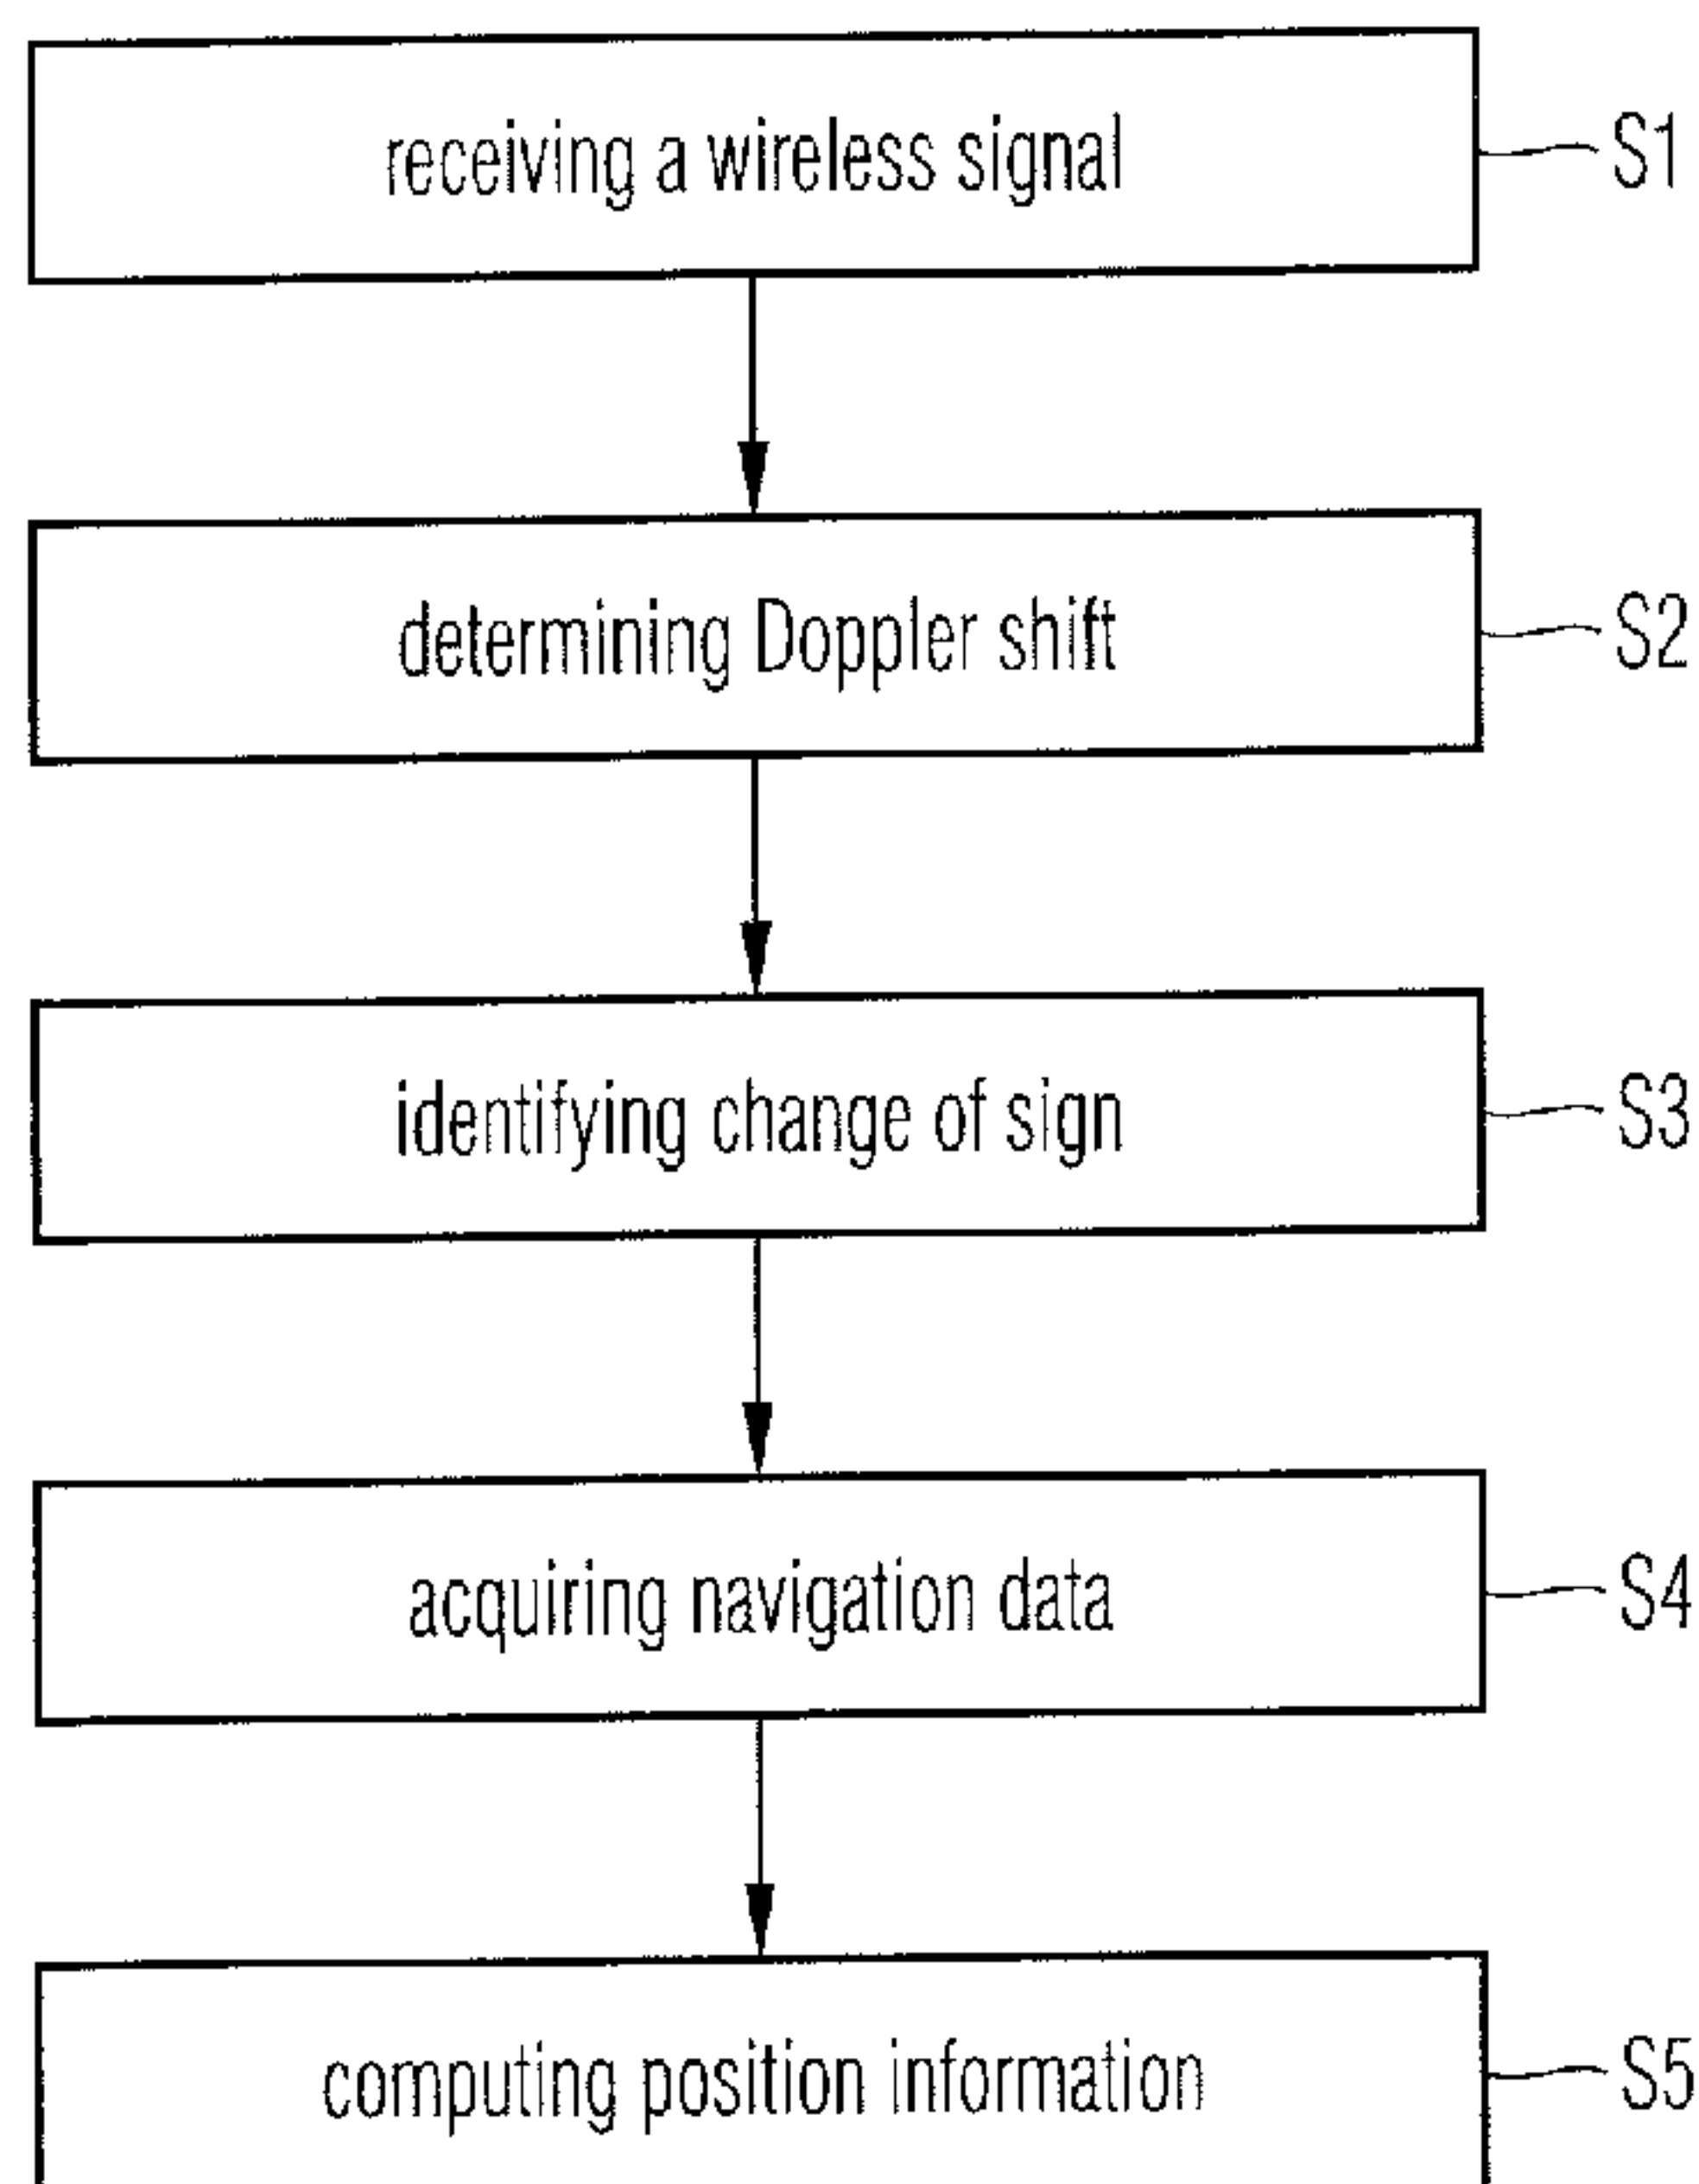 receiving a wireless signal S1
determining Doppler shift S2
identifying change of sign S3
acquiring navigation data S4
computing position information S5